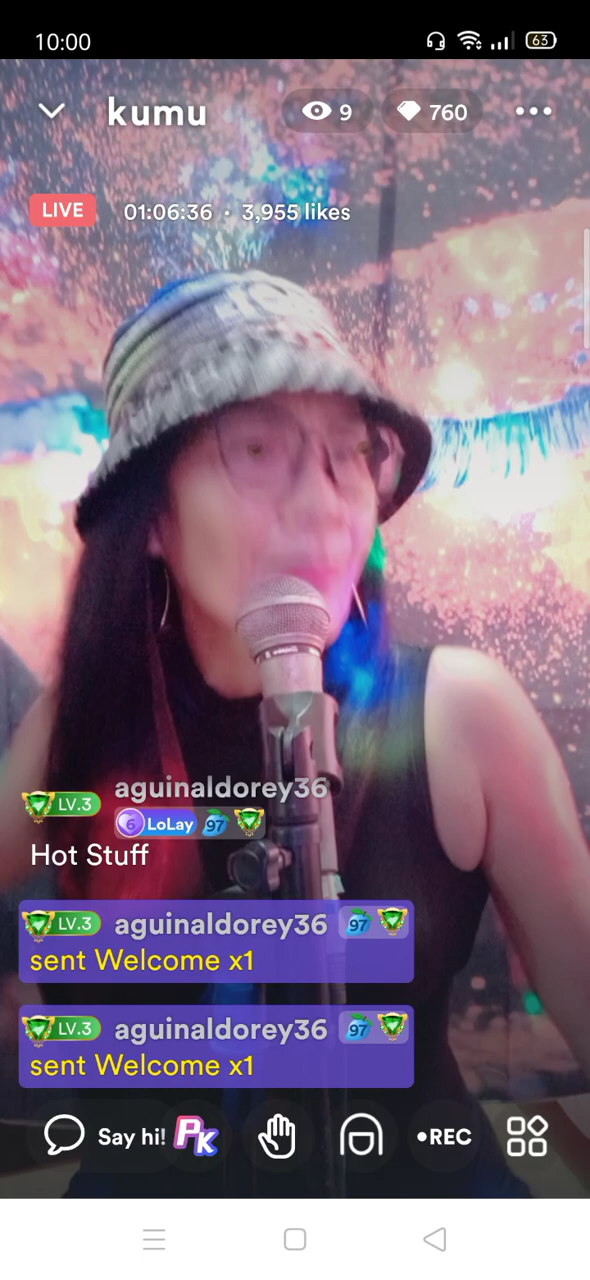 10:00
63
kumu
9
760
LIVE
01:06:36 · 3,955 likes
LV.3
aguinaldorey36
6 LoLay 97
Hot Stuff
LV.3 aguinaldorey36 97
sent Welcome x1
LV.3 aguinaldorey36 97
sent Welcome x1
Say hi! PK •REC